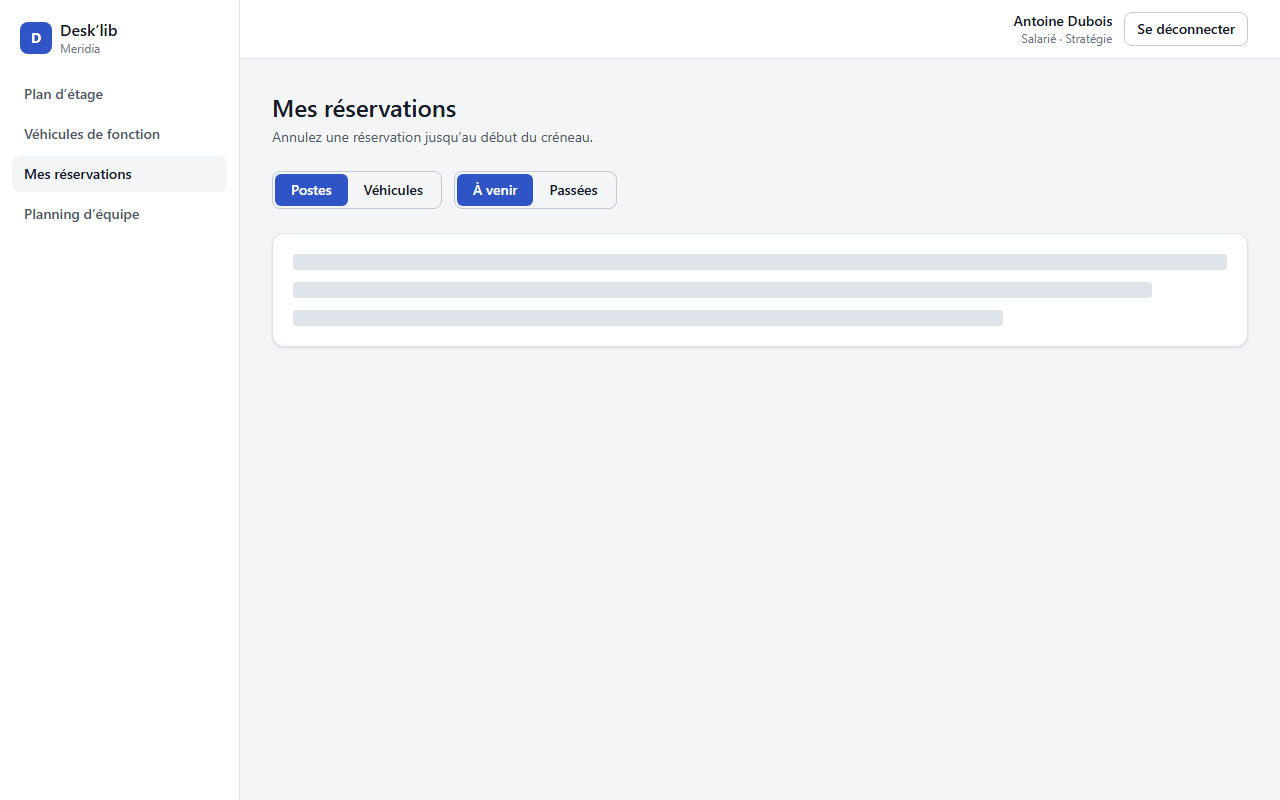 D
Desk’lib
Meridia
Plan d’étage
Véhicules de fonction
Mes réservations
Planning d’équipe
Antoine Dubois
Salarié · Stratégie
Se déconnecter
Mes réservations
Annulez une réservation jusqu’au début du créneau.
Postes
Véhicules
À venir
Passées